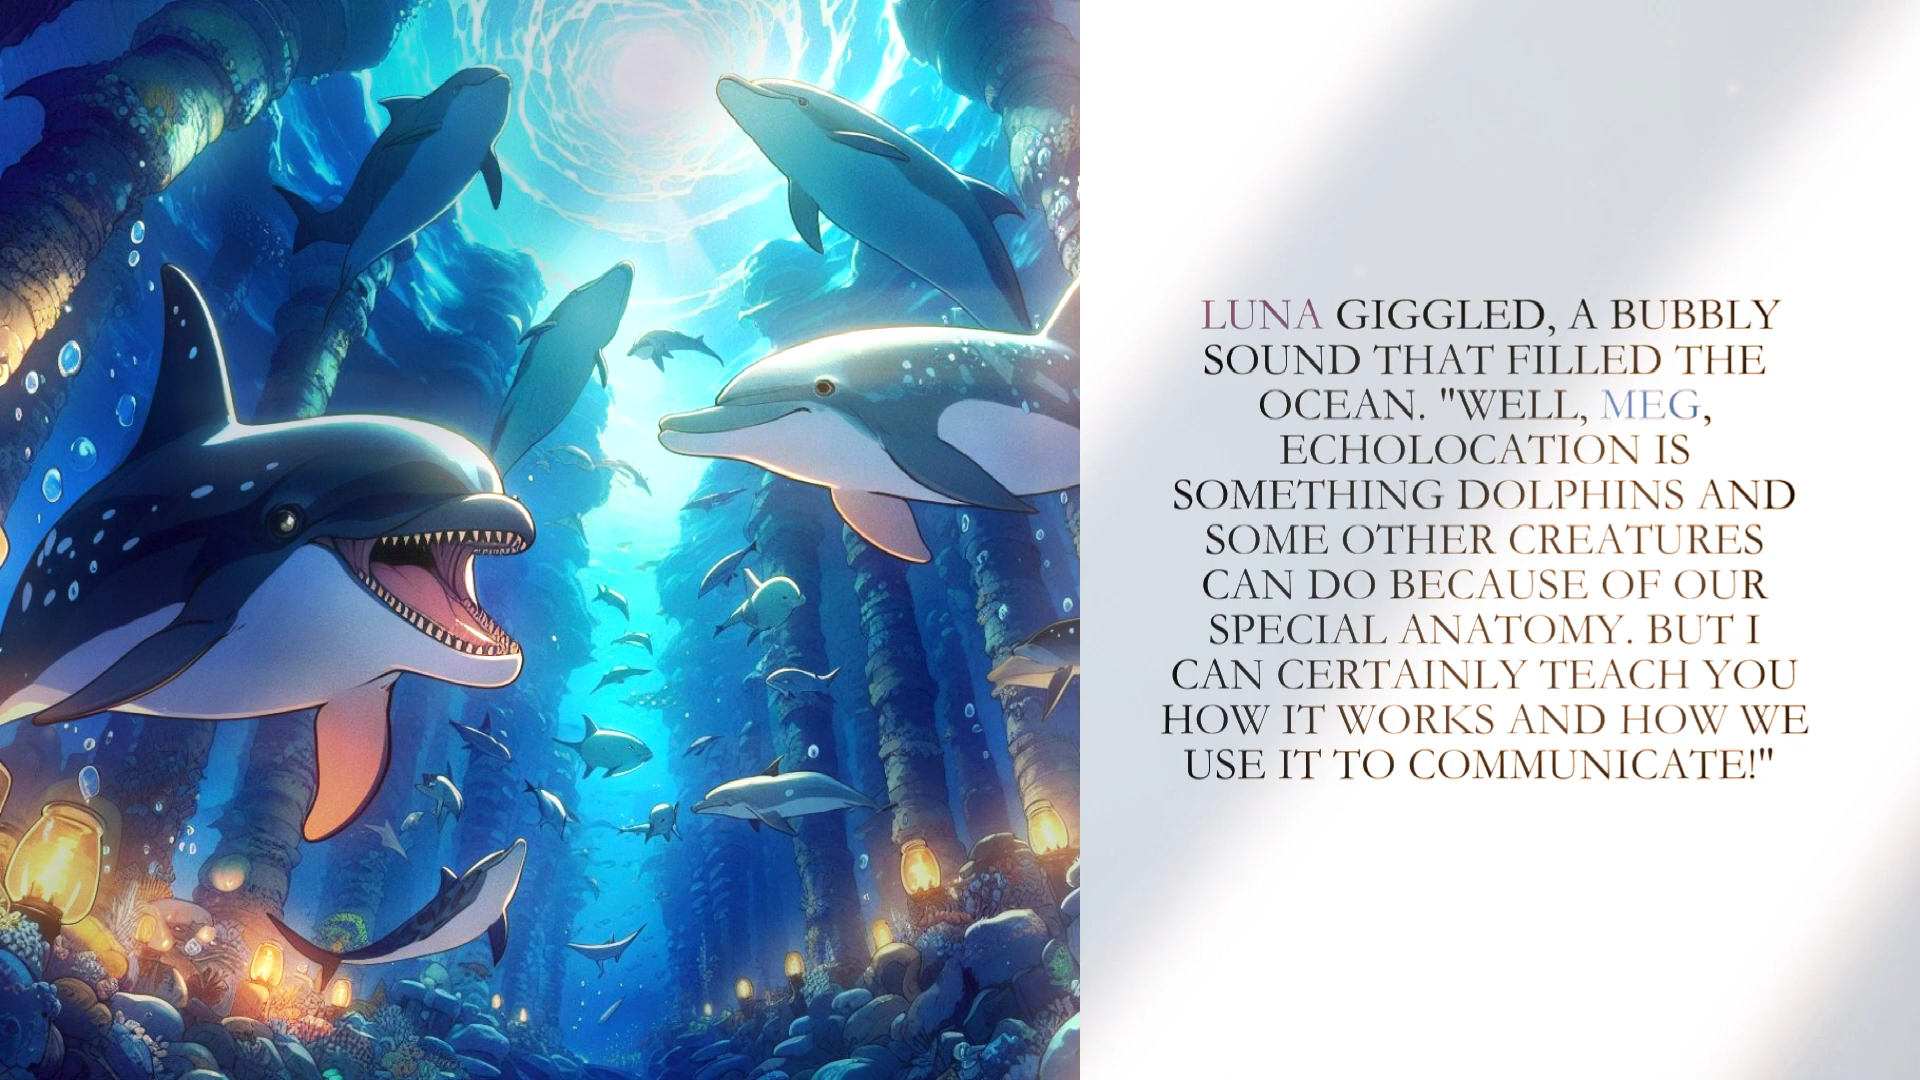 LUNA GIGGLED, A BUBBLY
SOUND THAT FILLED THE
OCEAN. "WELL, MEG,
ECHOLOCATION IS
SOMETHING DOLPHINS AND
SOME OTHER CREATURES
CAN DO BECAUSE OF OUR
SPECIAL ANATOMY. BUT I
CAN CERTAINLY TEACH YOU
HOW IT WORKS AND HOW WE
USE IT TO COMMUNICATE!"